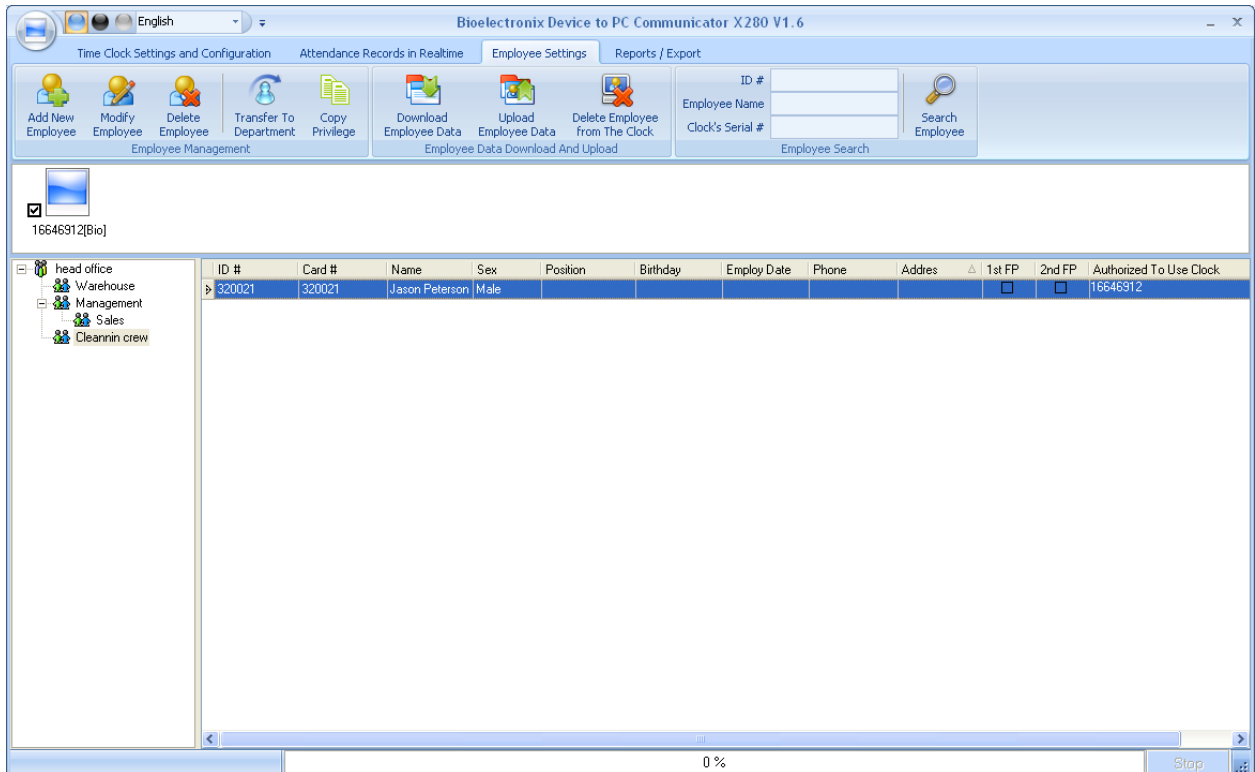 English
Bioelectronix Device to PC Communicator X280 V1.6
Time Clock Settings and Configuration Attendance Records in Realtime Employee Settings Reports / Export
Add New Employee
Modify Employee
Delete Employee
Transfer To Department
Copy Privilege
Employee Management
Download Employee Data
Upload Employee Data
Delete Employee from The Clock
Employee Data Download And Upload
ID #
Employee Name
Clock's Serial #
Search Employee
Employee Search
16646912[Bio]
head office
Warehouse
Management
Sales
Cleannin crew
ID # Card # Name Sex Position Birthday Employ Date Phone Addres 1st FP 2nd FP Authorized To Use Clock
320021 320021 Jason Peterson Male 16646912
0 %
Stop